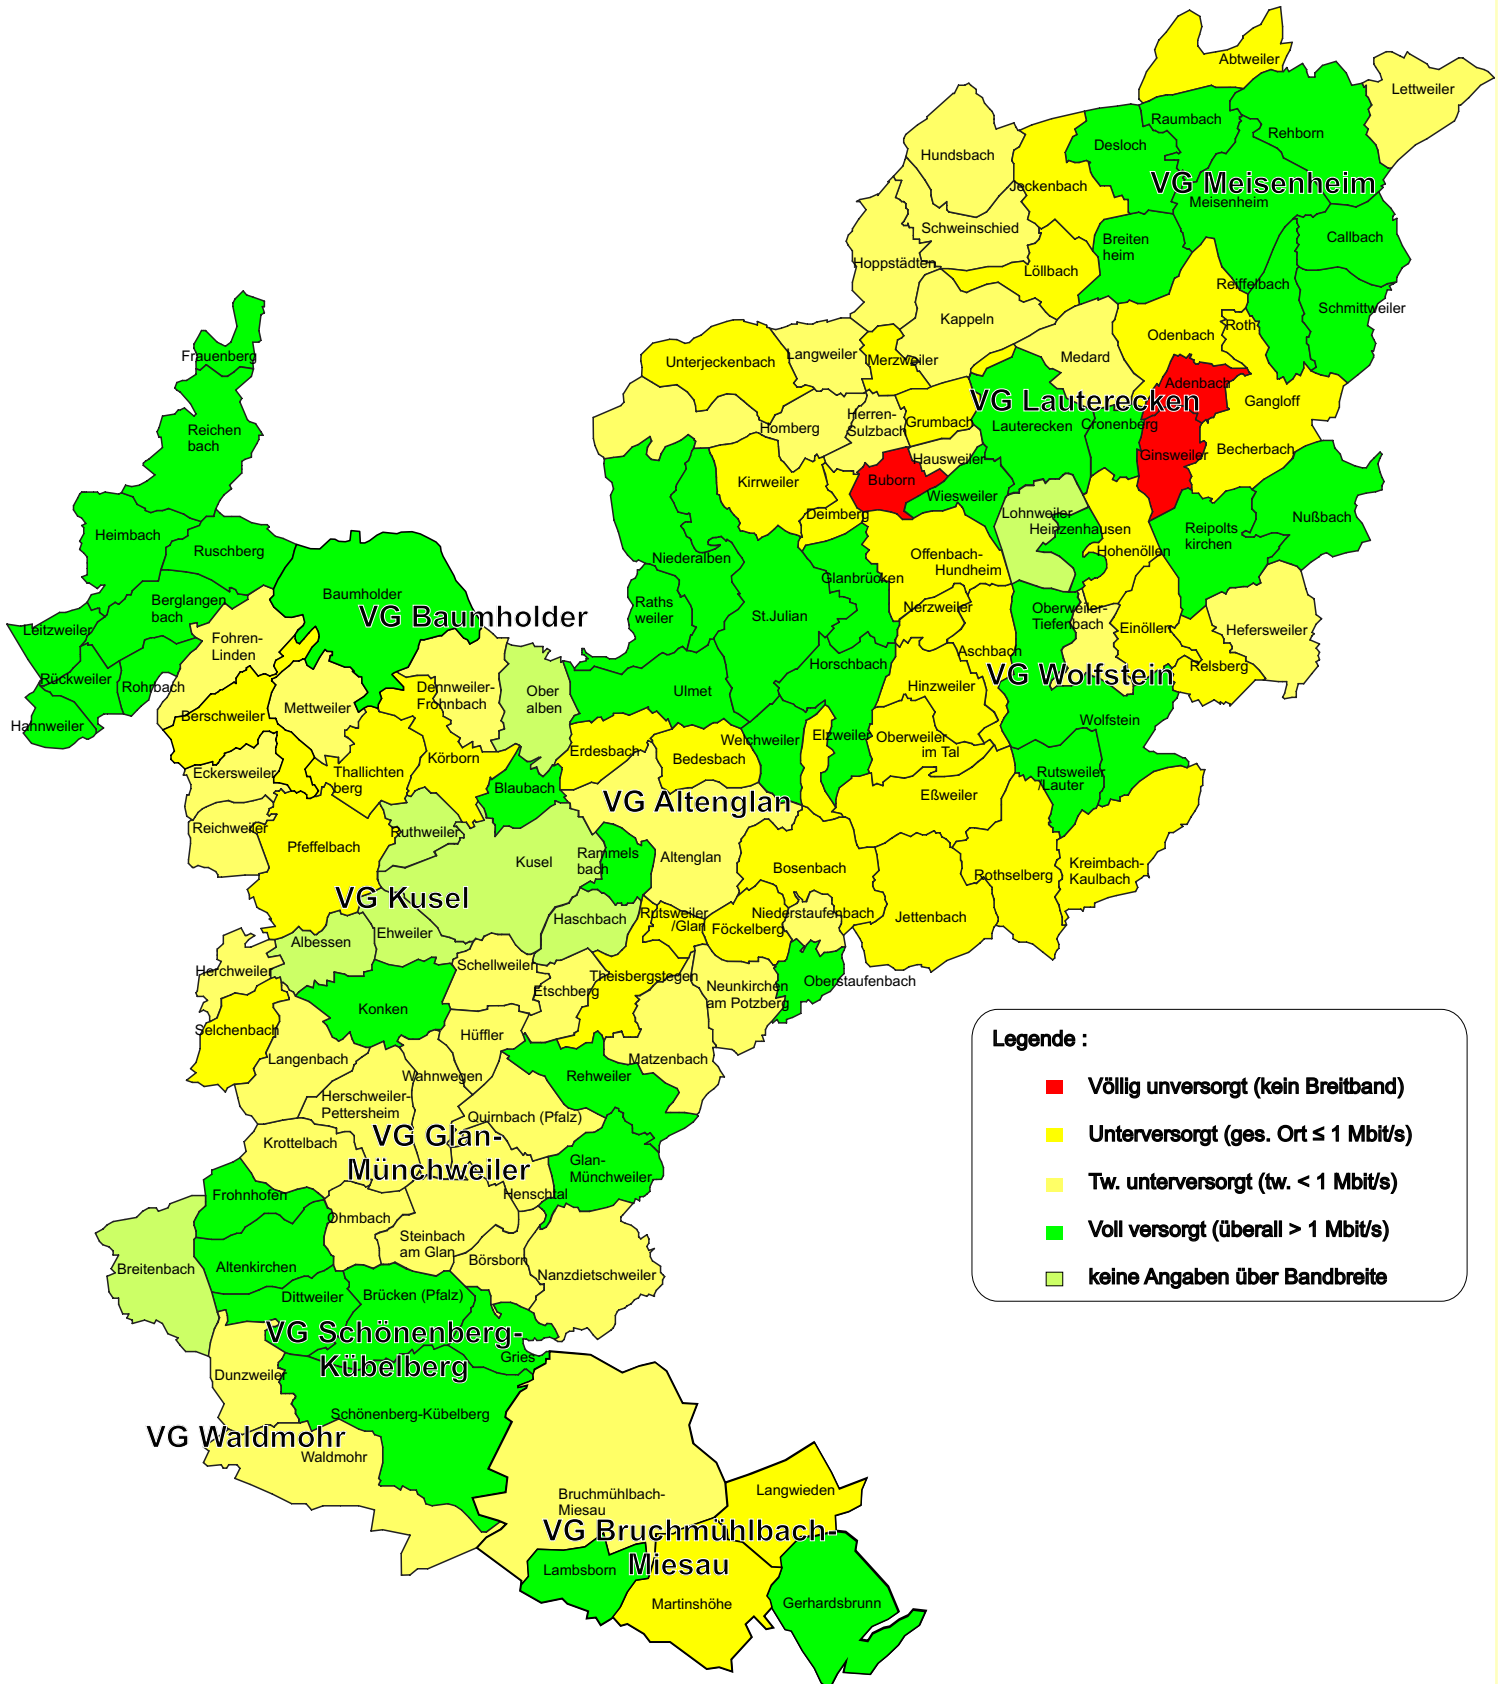 Abtweiler
Lettweiler
Raumbach
Rehborn
Desloch
Hundsbach
VG Meisenheim
Jeckenbach
Meisenheim
Schweinschied
Callbach
Breiten
heim
Hoppstädten
Löllbach
Reiffelbach
Schmittweiler
Kappeln
Roth
Odenbach
Frauenberg
Langweiler
Unterjeckenbach
Merzweiler
Medard
Adenbach
VG Lauterecken
Gangloff
Herren-
Sulzbach
Grumbach
Lauterecken
Cronenberg
Homberg
Reichen
bach
Becherbach
Ginsweiler
Hausweiler
Buborn
Kirrweiler
Wiesweiler
Lohnweiler
Deimberg
Nußbach
Heinzenhausen
Reipolts
kirchen
Heimbach
Ruschberg
Hohenöllen
Offenbach-
Hundheim
Niederalben
Glanbrücken
Baumholder
Berglangen
bach
Raths
weiler
Nerzweiler
Oberweiler-
Tiefenbach
VG Baumholder
St.Julian
Leitzweiler
Einöllen
Hefersweiler
Fohren-
Linden
Aschbach
Horschbach
Relsberg
VG Wolfstein
Rückweiler
Rohrbach
Dennweiler-
Frohnbach
Ober
alben
Ulmet
Hinzweiler
Mettweiler
Berschweiler
Hahnweiler
Wolfstein
Welchweiler
Elzweiler
Oberweiler
im Tal
Erdesbach
Bedesbach
Körborn
Eckersweiler
Thallichten
berg
Rutsweiler
/Lauter
Blaubach
Eßweiler
VG Altenglan
Reichweiler
Ruthweiler
Pfeffelbach
Kusel
Rammels
bach
Altenglan
Bosenbach
Rothselberg
Kreimbach-
Kaulbach
VG Kusel
Haschbach
Rutsweiler
/Glan
Niederstaufenbach
Jettenbach
Föckelberg
Ehweiler
Albessen
Herchweiler
Schellweiler
Theisbergstegen
Etschberg
Neunkirchen
am Potzberg
Oberstaufenbach
Konken
Selchenbach
Hüffler
Legende :
Langenbach
Matzenbach
Wahnwegen
Rehweiler
Völlig unversorgt (kein Breitband)
Herschweiler-
Pettersheim
Quirnbach (Pfalz)
Unterversorgt (ges. Ort ≤ 1 Mbit/s)
VG Glan-
Münchweiler
Krottelbach
Glan-
Münchweiler
Tw. unterversorgt (tw. < 1 Mbit/s)
Frohnhofen
Henschtal
Ohmbach
Voll versorgt (überall > 1 Mbit/s)
Steinbach
am Glan
Börsborn
Breitenbach
Altenkirchen
Nanzdietschweiler
keine Angaben über Bandbreite
Dittweiler
Brücken (Pfalz)
VG Schönenberg-
Kübelberg
Gries
Dunzweiler
Schönenberg-Kübelberg
VG Waldmohr
Waldmohr
Langwieden
Bruchmühlbach-
Miesau
VG Bruchmühlbach-
Miesau
Lambsborn
Martinshöhe
Gerhardsbrunn